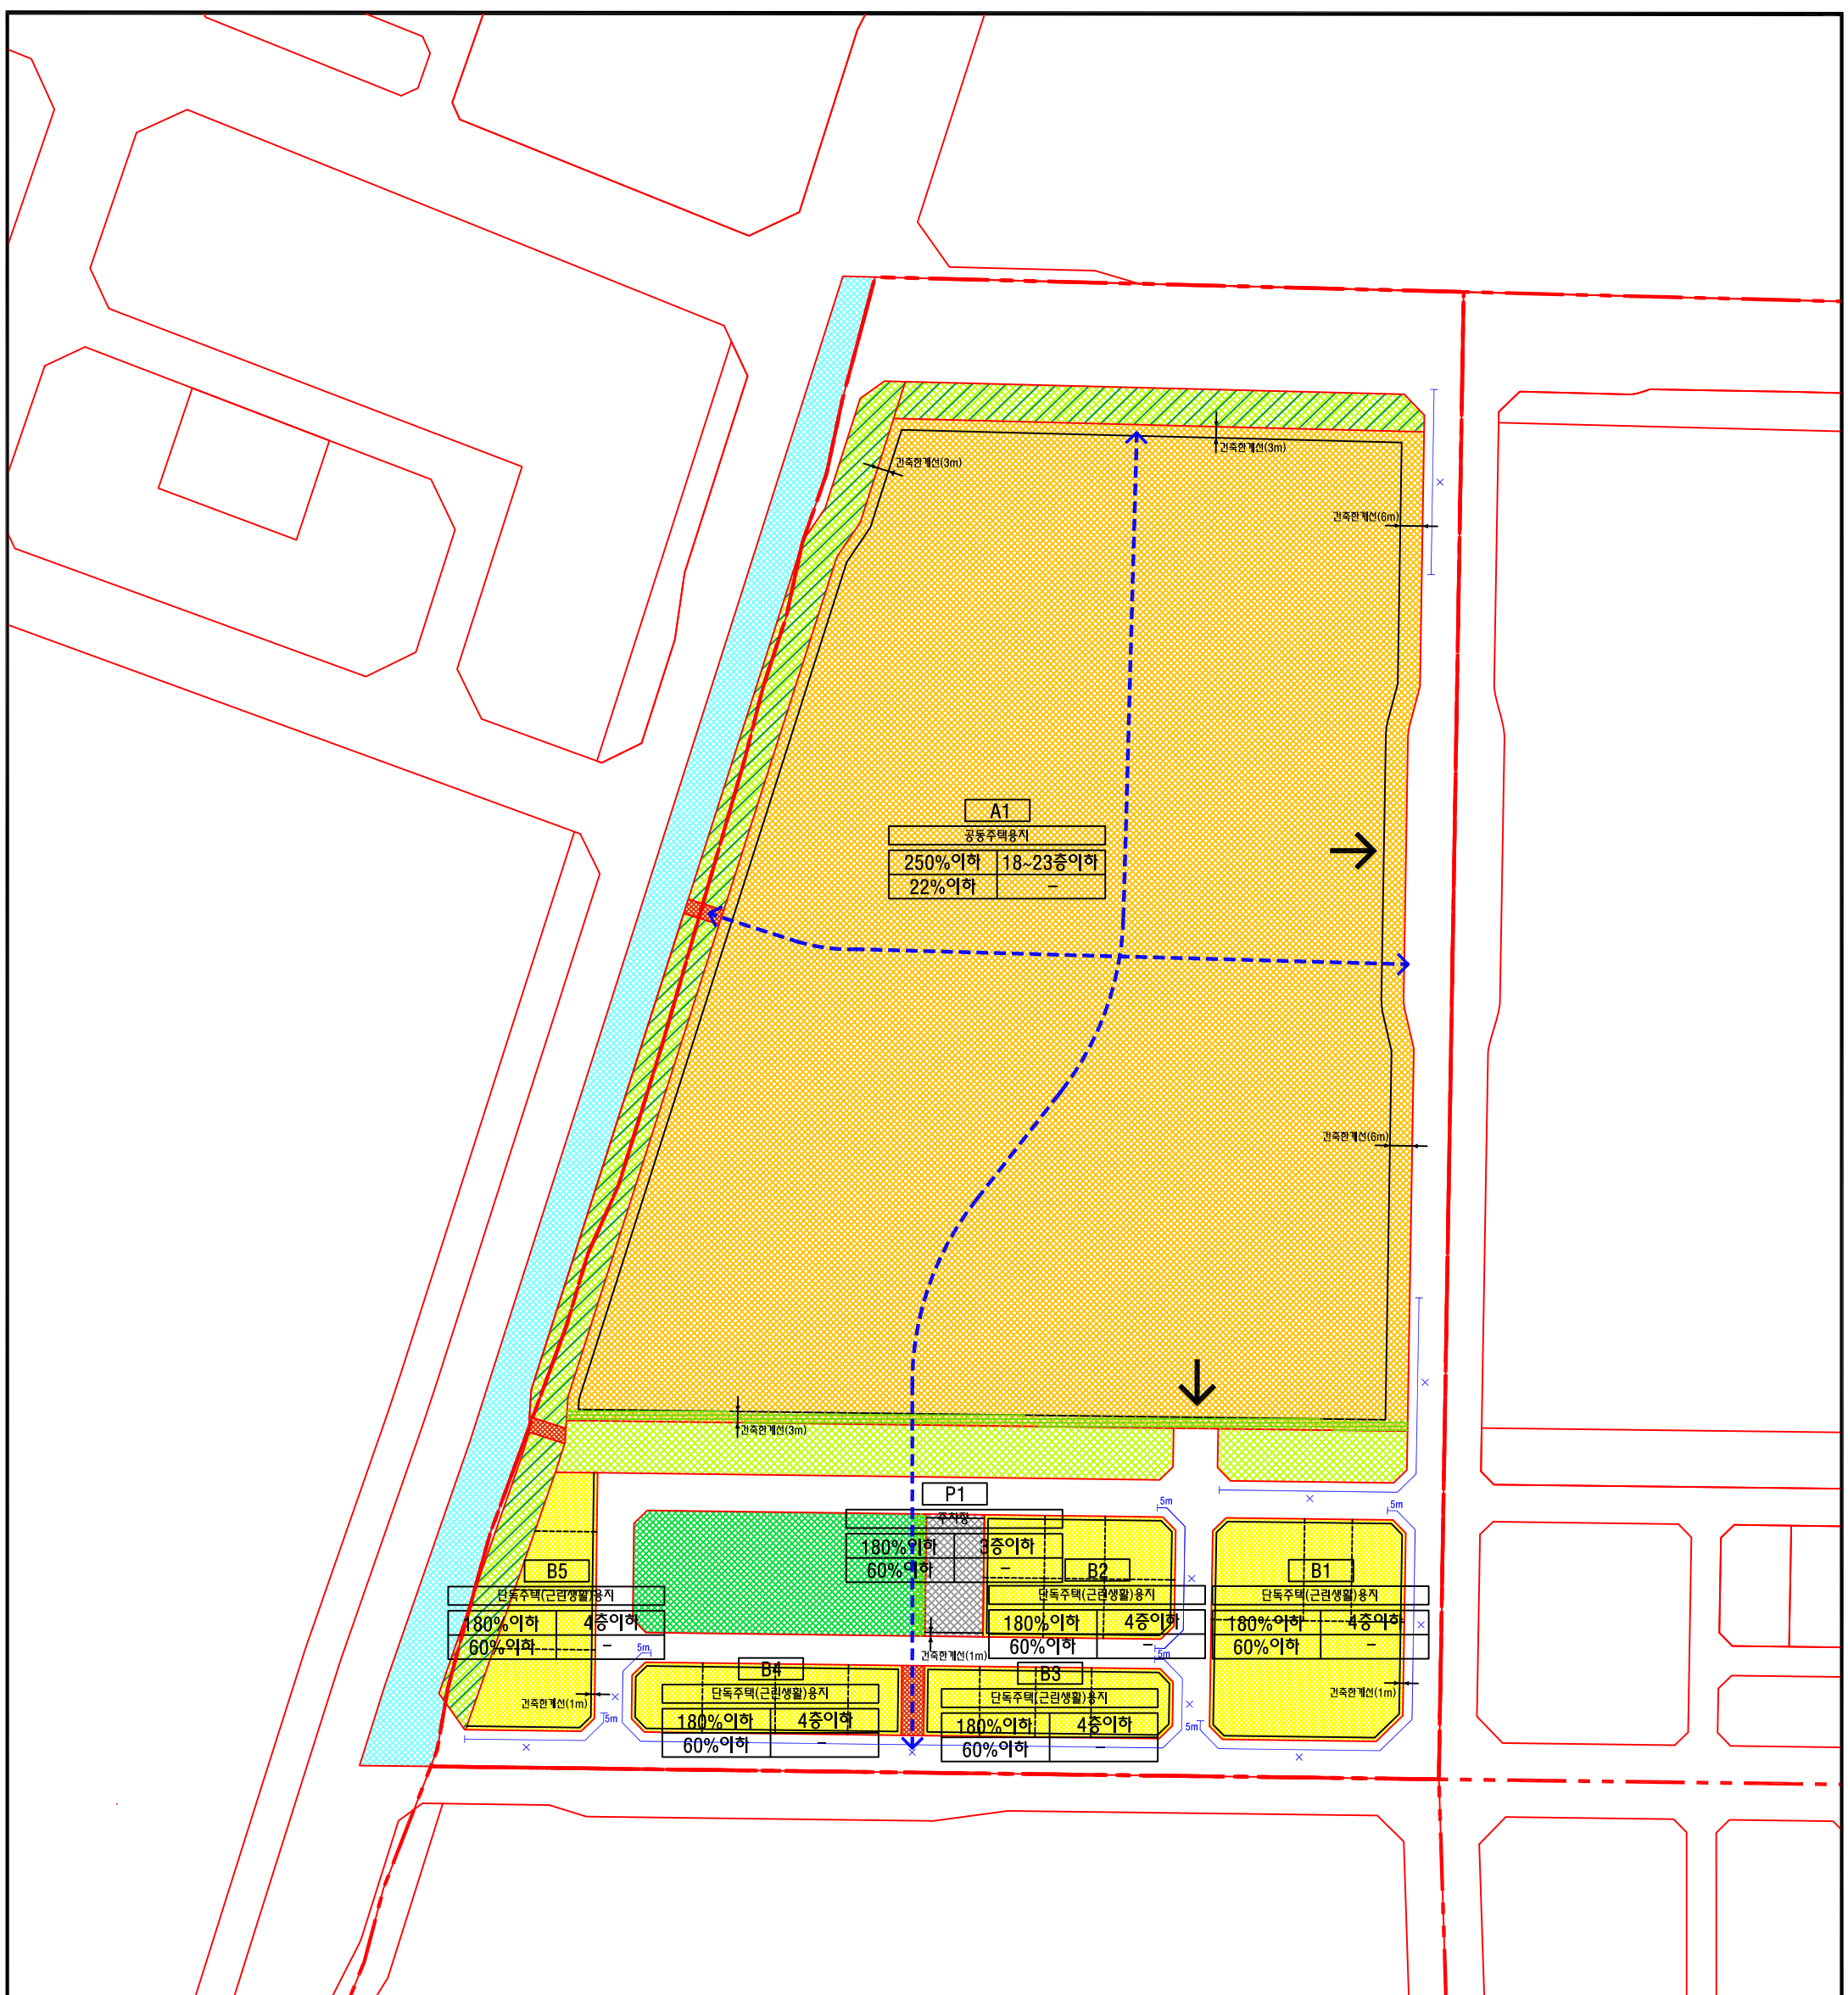 건축한계선(3m)
건축한계선(3m)
×
건축한계선(6m)
A1
공동주택용지
250%이하 18~23층이하
22%이하 -
건축한계선(6m)
×
건축한계선(3m)
P1
주차장
180%이하 3층이하
60%이하 -
×
5m
5m
B5
단독주택(근린생활)용지
180%이하 4층이하
60%이하 -
B2
단독주택(근린생활)용지
180%이하 4층이하
60%이하 -
×
B1
단독주택(근린생활)용지
180%이하 4층이하
60%이하 -
×
5m
건축한계선(1m)
5m
B4
단독주택(근린생활)용지
180%이하 4층이하
60%이하 -
B3
단독주택(근린생활)용지
180%이하 4층이하
60%이하 -
건축한계선(1m)
×
5m
×
5m
건축한계선(1m)
×
×
×